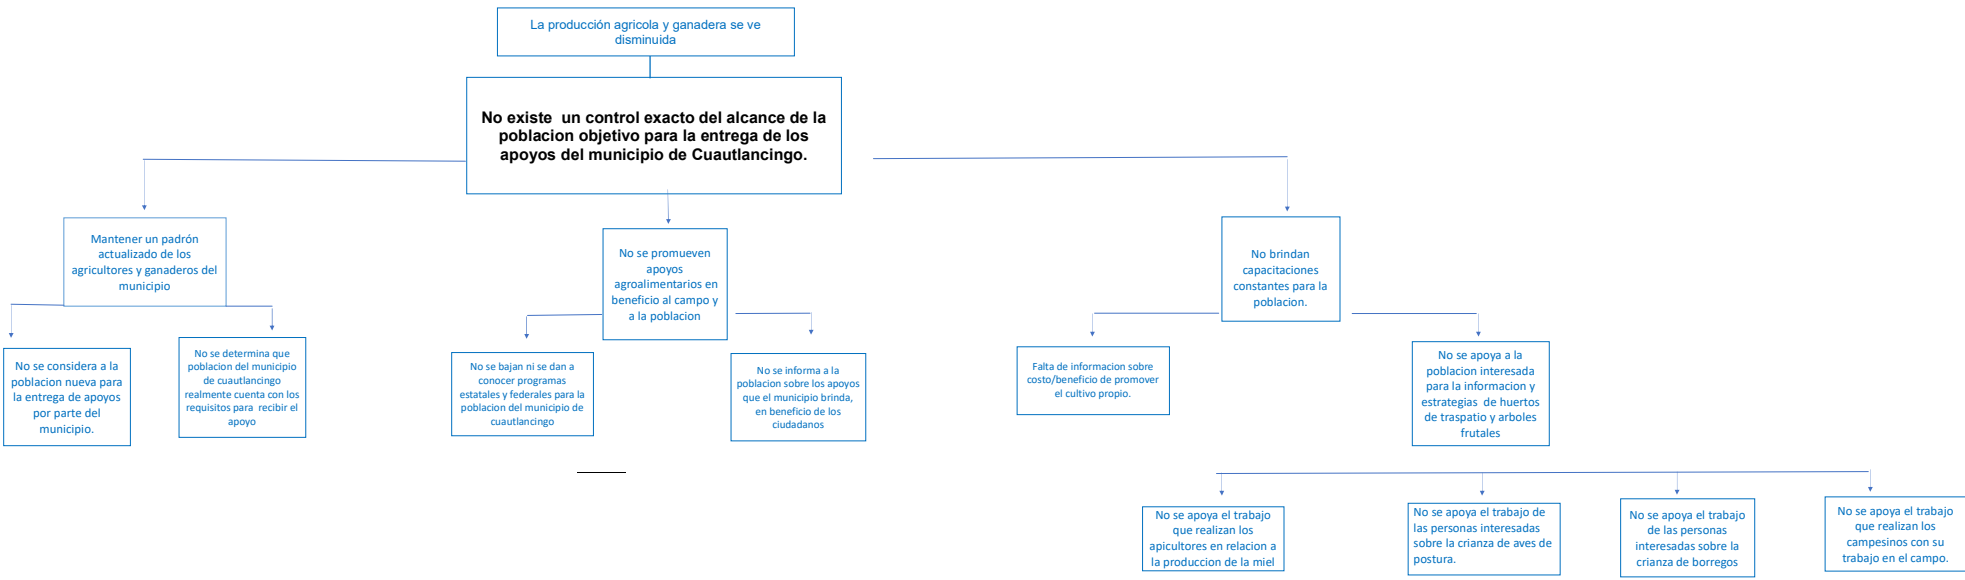 La producción agricola y ganadera se ve
disminuida
No existe un control exacto del alcance de la
poblacion objetivo para la entrega de los
apoyos del municipio de Cuautlancingo.
Mantener un padrón
actualizado de los
agricultores y ganaderos del
municipio
No se promueven
apoyos
agroalimentarios en
beneficio al campo y
a la poblacion
No brindan
capacitaciones
constantes para la
poblacion.
No se considera a la
poblacion nueva para
la entrega de apoyos
por parte del
municipio.
No se determina que
poblacion del municipio
de cuautlancingo
realmente cuenta con los
requisitos para recibir el
apoyo
No se bajan ni se dan a
conocer programas
estatales y federales para la
poblacion del municipio de
cuautlancingo
No se informa a la
poblacion sobre los apoyos
que el municipio brinda,
en beneficio de los
ciudadanos
Falta de informacion sobre
costo/beneficio de promover
el cultivo propio.
No se apoya a la
poblacion interesada
para la informacion y
estrategias de huertos
de traspatio y arboles
frutales
No se apoya el trabajo
que realizan los
apicultores en relacion a
la produccion de la miel
No se apoya el trabajo de
las personas interesadas
sobre la crianza de aves de
postura.
No se apoya el trabajo
de las personas
interesadas sobre la
crianza de borregos
No se apoya el trabajo
que realizan los
campesinos con su
trabajo en el campo.